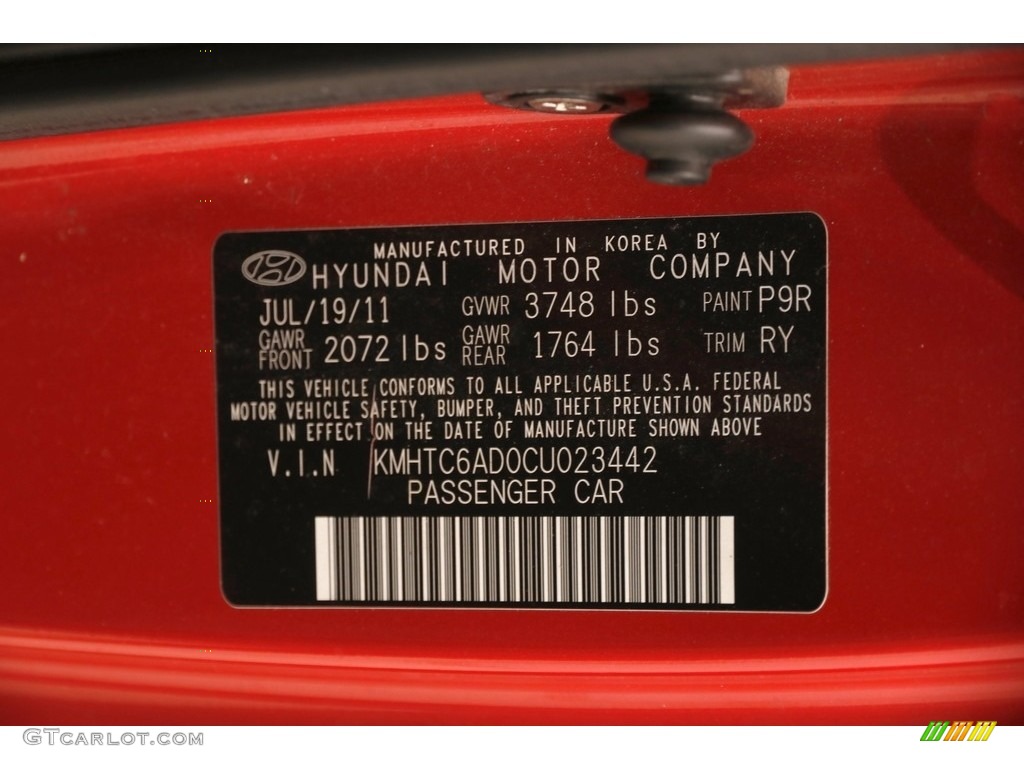 MANUFACTURED IN KOREA BY
HYUNDAI MOTOR COMPANY
JUL/19/11 GVWR 3748 lbs PAINT P9R
GAWR FRONT 2072 lbs GAWR REAR 1764 lbs TRIM RY
THIS VEHICLE CONFORMS TO ALL APPLICABLE U.S.A. FEDERAL
MOTOR VEHICLE SAFETY, BUMPER, AND THEFT PREVENTION STANDARDS
IN EFFECT ON THE DATE OF MANUFACTURE SHOWN ABOVE
V.I.N KMHTC6AD0CU023442
PASSENGER CAR
GTCARLOT.COM